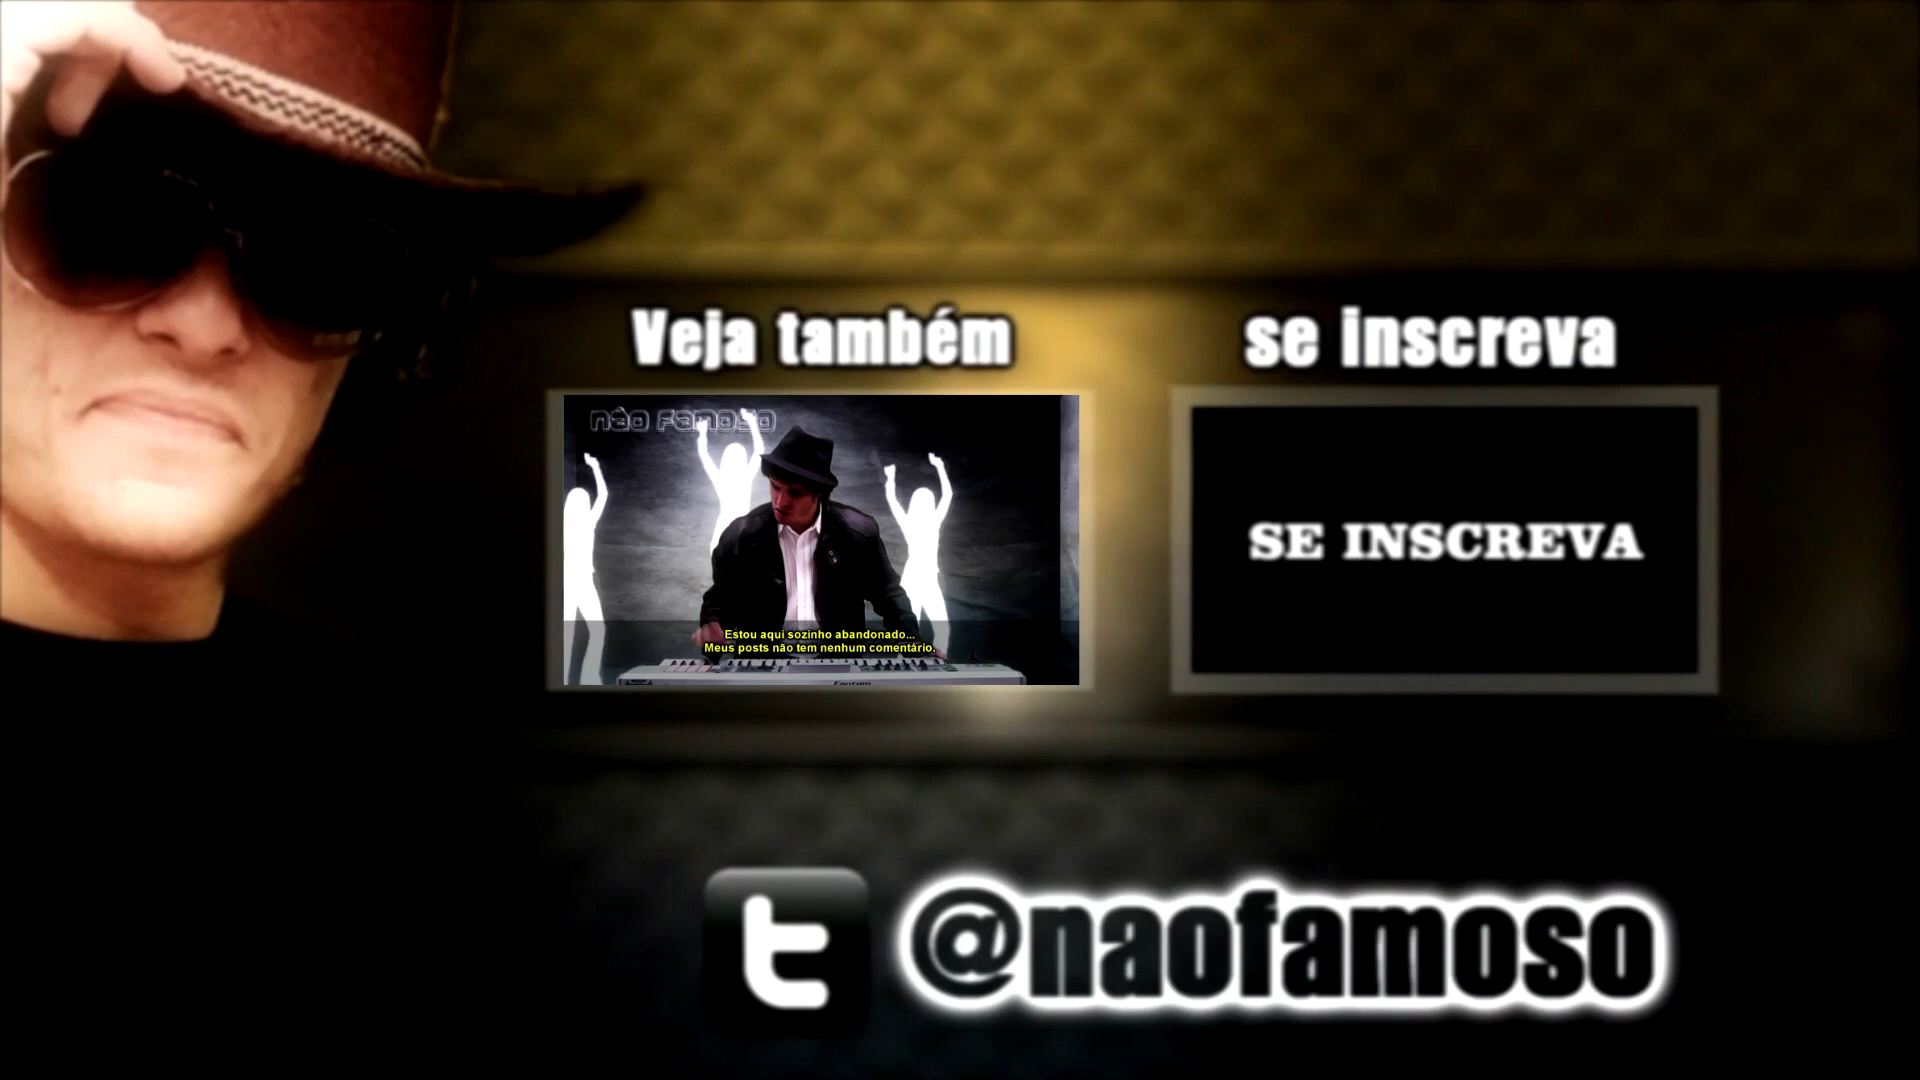 Veja também
se inscreva
não famoso
Estou aqui sozinho abandonado...
Meus posts não tem nenhum comentário.
Fantom
SE INSCREVA
t
@naofamoso